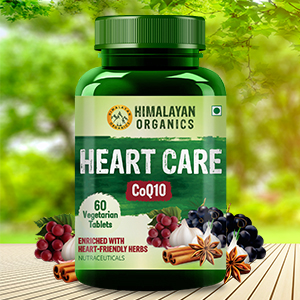 HIMALAYAN
ORGANICS
HEART CARE
CoQ10
60
Vegetarian
Tablets
ENRICHED WITH
HEART-FRIENDLY HERBS
NUTRACEUTICALS